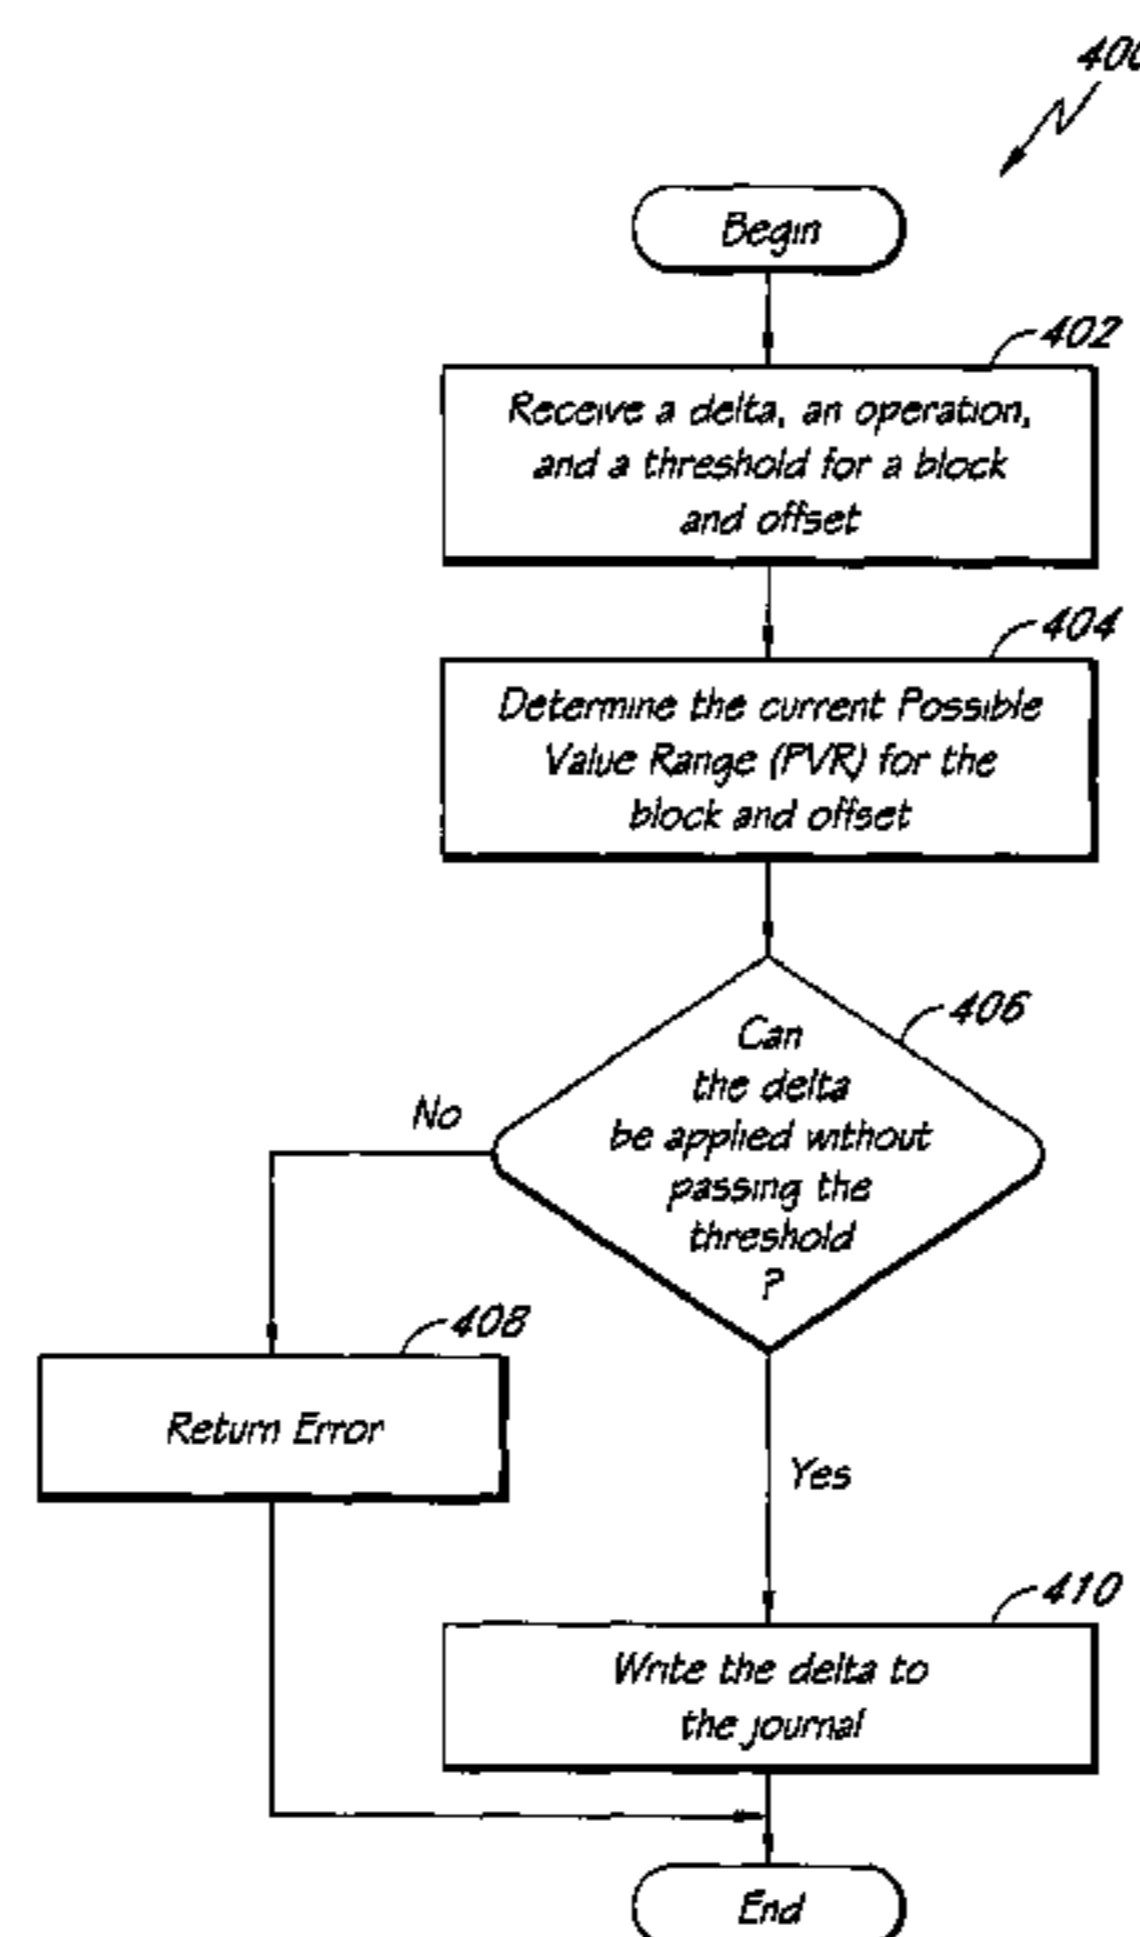 400
Begin
402
Receive a delta, an operation,
and a threshold for a block
and offset
404
Determine the current Possible
Value Range (PVR) for the
block and offset
406
Can
the delta
be applied without
passing the
threshold
?
No
408
Return Error
Yes
410
Write the delta to
the journal
End